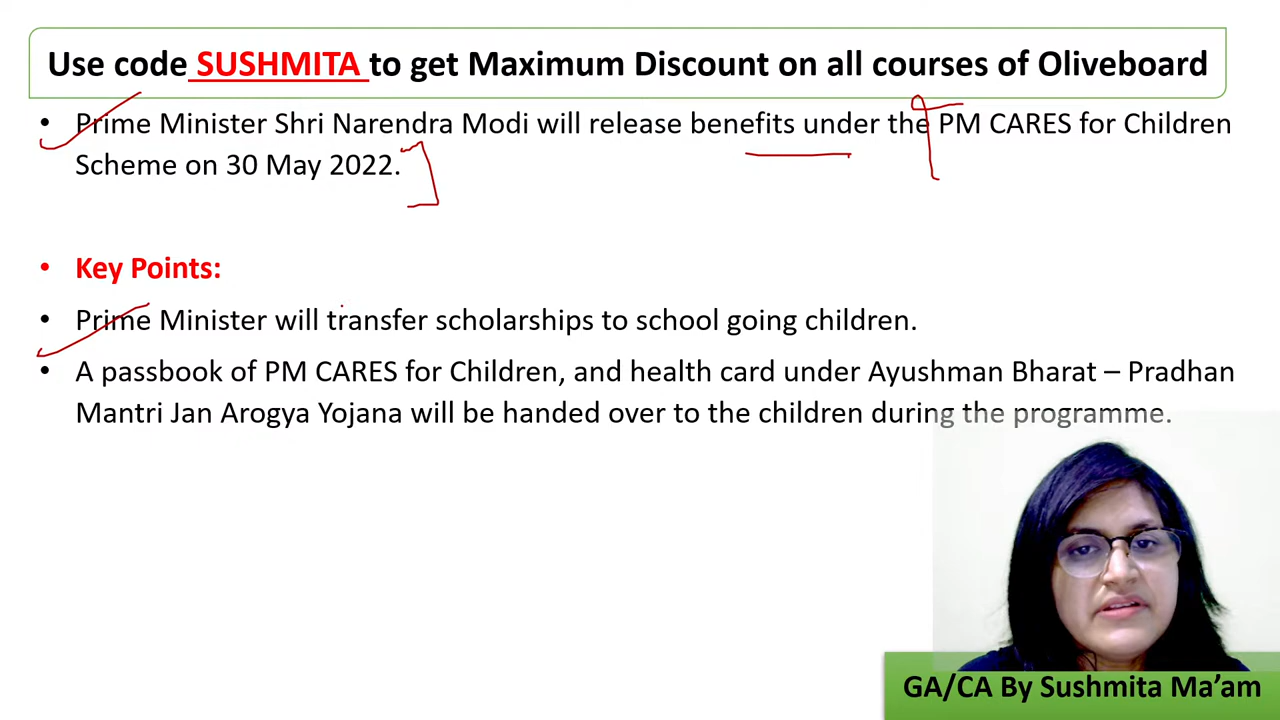 Use code SUSHMITA to get Maximum Discount on all courses of Oliveboard
• Prime Minister Shri Narendra Modi will release benefits under the PM CARES for Children
Scheme on 30 May 2022.
• Key Points:
• Prime Minister will transfer scholarships to school going children.
• A passbook of PM CARES for Children, and health card under Ayushman Bharat – Pradhan
Mantri Jan Arogya Yojana will be handed over to the children during the programme.
GA/CA By Sushmita Ma’am